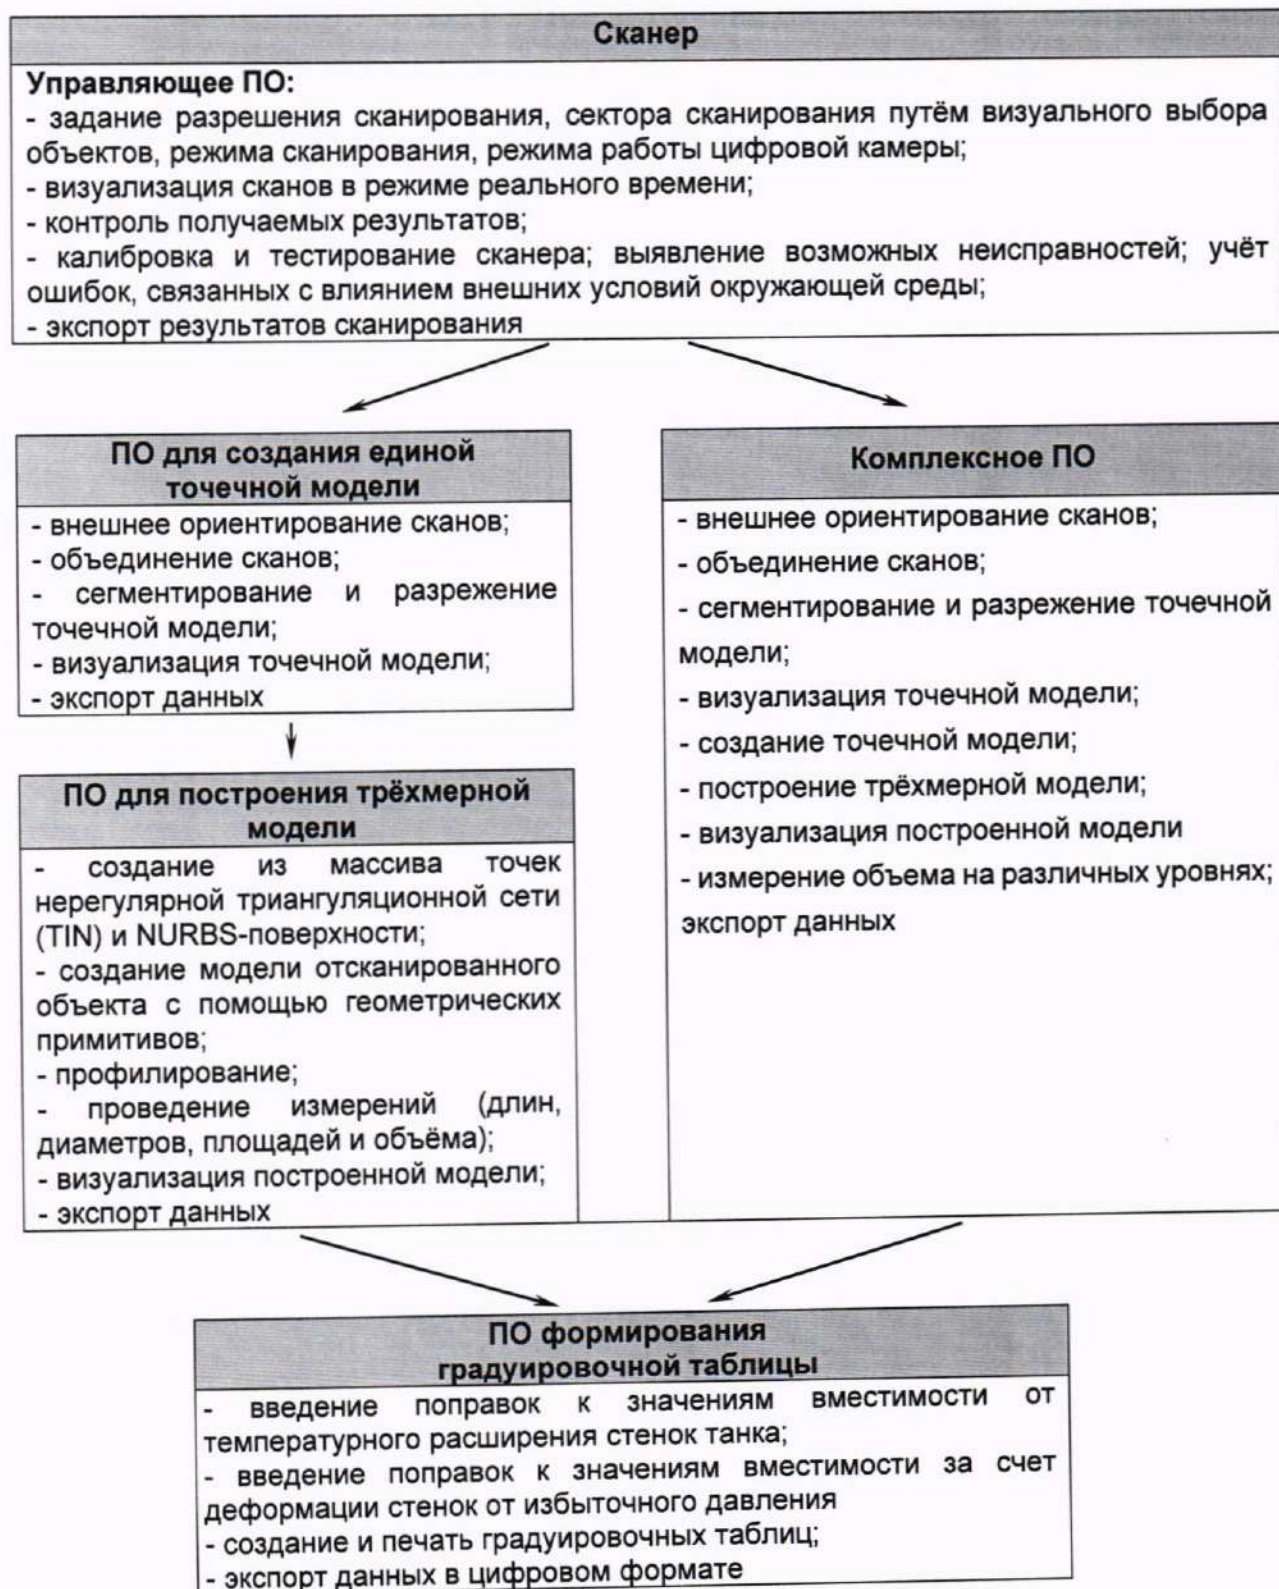 Сканер
Управляющее ПО:
- задание разрешения сканирования, сектора сканирования путём визуального выбора
объектов, режима сканирования, режима работы цифровой камеры;
- визуализация сканов в режиме реального времени;
- контроль получаемых результатов;
- калибровка и тестирование сканера; выявление возможных неисправностей; учёт
ошибок, связанных с влиянием внешних условий окружающей среды;
- экспорт результатов сканирования
ПО для создания единой
точечной модели
- внешнее ориентирование сканов;
- объединение сканов;
- сегментирование и разрежение
точечной модели;
- визуализация точечной модели;
- экспорт данных
ПО для построения трёхмерной
модели
- создание из массива точек
нерегулярной триангуляционной сети
(TIN) и NURBS-поверхности;
- создание модели отсканированного
объекта с помощью геометрических
примитивов;
- профилирование;
- проведение измерений (длин,
диаметров, площадей и объёма);
- визуализация построенной модели;
- экспорт данных
Комплексное ПО
- внешнее ориентирование сканов;
- объединение сканов;
- сегментирование и разрежение точечной
модели;
- визуализация точечной модели;
- создание точечной модели;
- построение трёхмерной модели;
- визуализация построенной модели
- измерение объема на различных уровнях;
экспорт данных
ПО формирования
градуировочной таблицы
- введение поправок к значениям вместимости от
температурного расширения стенок танка;
- введение поправок к значениям вместимости за счет
деформации стенок от избыточного давления
- создание и печать градуировочных таблиц;
- экспорт данных в цифровом формате